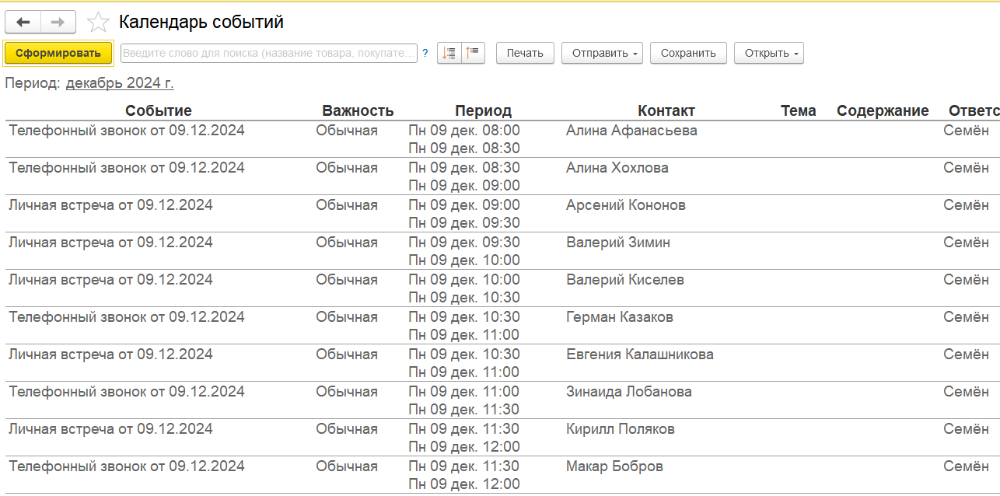 Календарь событий
Сформировать Введите слово для поиска (название товара, покупате... ? Печать Отправить Сохранить Открыть
Период: декабрь 2024 г.
Событие Важность Период Контакт Тема Содержание Ответс
Телефонный звонок от 09.12.2024 Обычная Пн 09 дек. 08:00 Алина Афанасьева Семён
Пн 09 дек. 08:30
Телефонный звонок от 09.12.2024 Обычная Пн 09 дек. 08:30 Алина Хохлова Семён
Пн 09 дек. 09:00
Личная встреча от 09.12.2024 Обычная Пн 09 дек. 09:00 Арсений Кононов Семён
Пн 09 дек. 09:30
Личная встреча от 09.12.2024 Обычная Пн 09 дек. 09:30 Валерий Зимин Семён
Пн 09 дек. 10:00
Личная встреча от 09.12.2024 Обычная Пн 09 дек. 10:00 Валерий Киселев Семён
Пн 09 дек. 10:30
Телефонный звонок от 09.12.2024 Обычная Пн 09 дек. 10:30 Герман Казаков Семён
Пн 09 дек. 11:00
Личная встреча от 09.12.2024 Обычная Пн 09 дек. 10:30 Евгения Калашникова Семён
Пн 09 дек. 11:00
Телефонный звонок от 09.12.2024 Обычная Пн 09 дек. 11:00 Зинаида Лобанова Семён
Пн 09 дек. 11:30
Личная встреча от 09.12.2024 Обычная Пн 09 дек. 11:30 Кирилл Поляков Семён
Пн 09 дек. 12:00
Телефонный звонок от 09.12.2024 Обычная Пн 09 дек. 11:30 Макар Бобров Семён
Пн 09 дек. 12:00